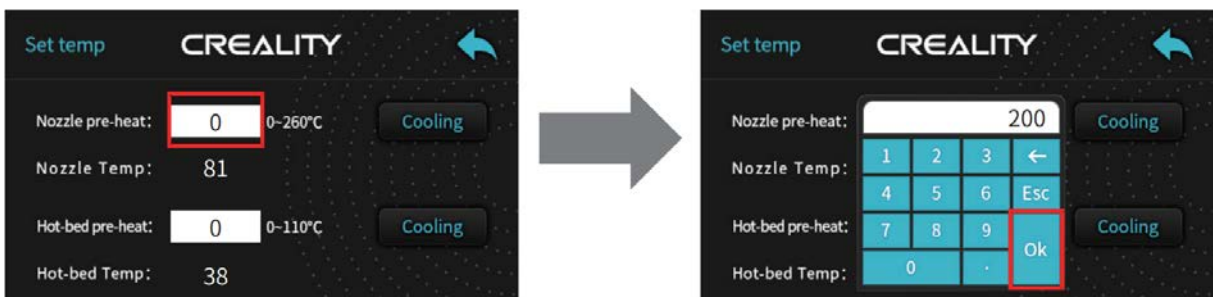 Set temp CREALITY
Nozzle pre-heat: 0 0~260°C Cooling
Nozzle Temp: 81
Hot-bed pre-heat: 0 0~110°C Cooling
Hot-bed Temp: 38
Set temp CREALITY
Nozzle pre-heat: 200 Cooling
1 2 3 ←
Nozzle Temp:
4 5 6 Esc
Hot-bed pre-heat: 7 8 9 Ok Cooling
Hot-bed Temp: 0 .